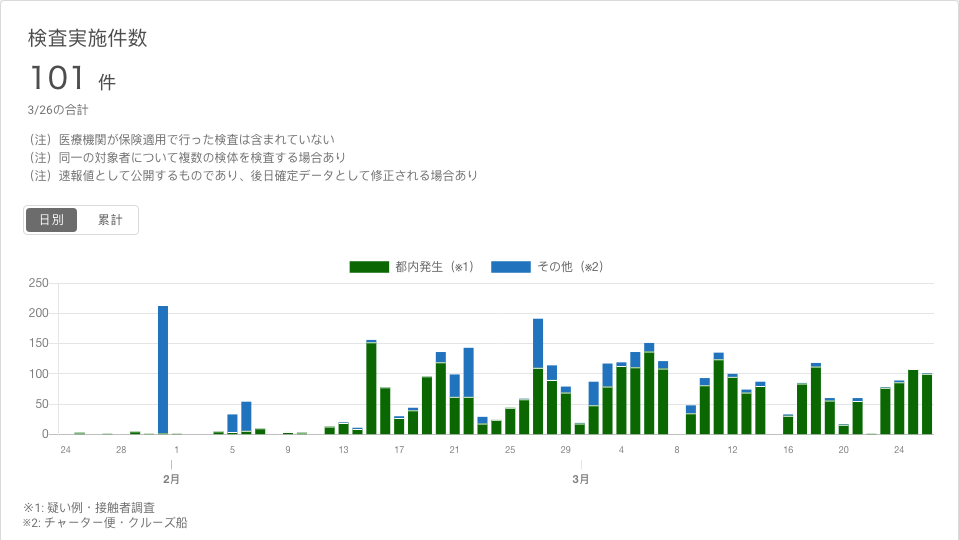 検査実施件数
101 件
3/26の合計
（注）医療機関が保険適用で行った検査は含まれていない
（注）同一の対象者について複数の検体を検査する場合あり
（注）速報値として公開するものであり、後日確定データとして修正される場合あり
日別 累計
都内発生（※1） その他（※2）
250
200
150
100
50
0
24 28 1 5 9 13 17 21 25 29 4 8 12 16 20 24
2月 3月
※1: 疑い例・接触者調査
※2: チャーター便・クルーズ船